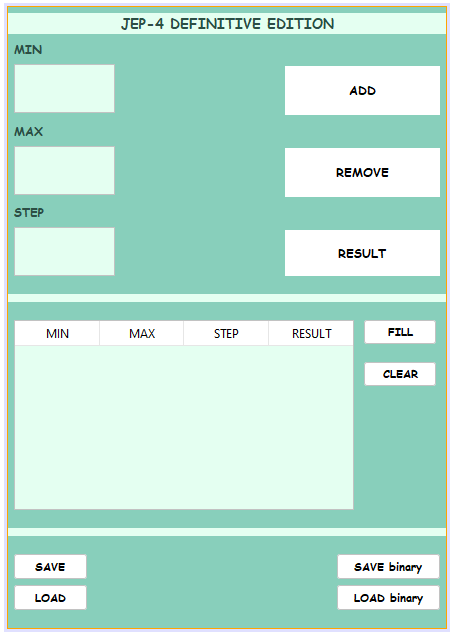 JEP-4 DEFINITIVE EDITION
MIN
ADD
MAX
REMOVE
STEP
RESULT
MIN MAX STEP RESULT
FILL
CLEAR
SAVE
SAVE binary
LOAD
LOAD binary